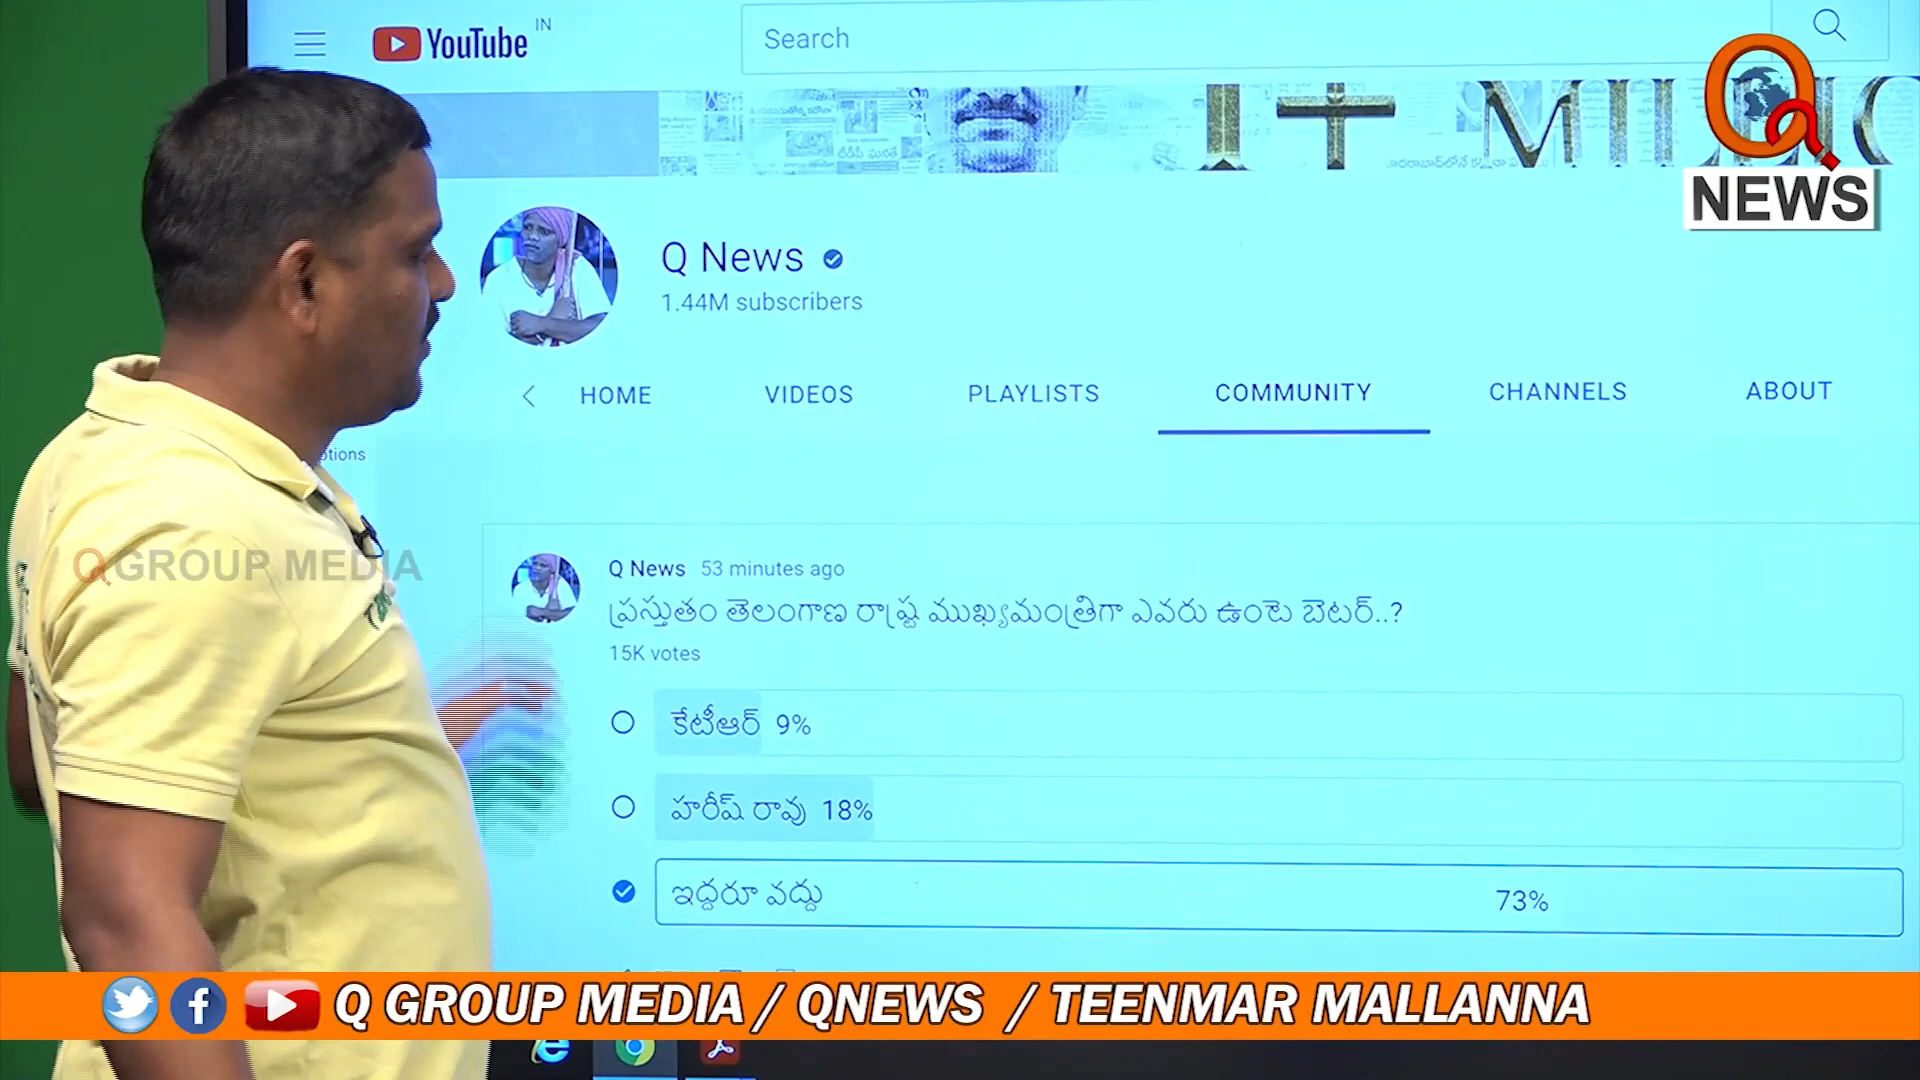 YouTube IN
Search
IT
NEWS
Q News
1.44M subscribers
HOME VIDEOS PLAYLISTS COMMUNITY CHANNELS ABOUT
Q GROUP MEDIA
Q News 53 minutes ago
ప్రస్తుతం తెలంగాణ రాష్ట్ర ముఖ్యమంత్రిగా ఎవరు ఉంటె బెటర్..?
15K votes
కేటీఆర్ 9%
హరీష్ రావు 18%
ఇద్దరూ వద్దు 73%
Q GROUP MEDIA / QNEWS / TEENMAR MALLANNA